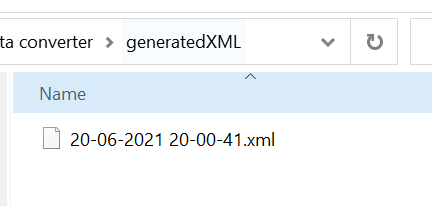 ta converter > generatedXML
Name
20-06-2021 20-00-41.xml